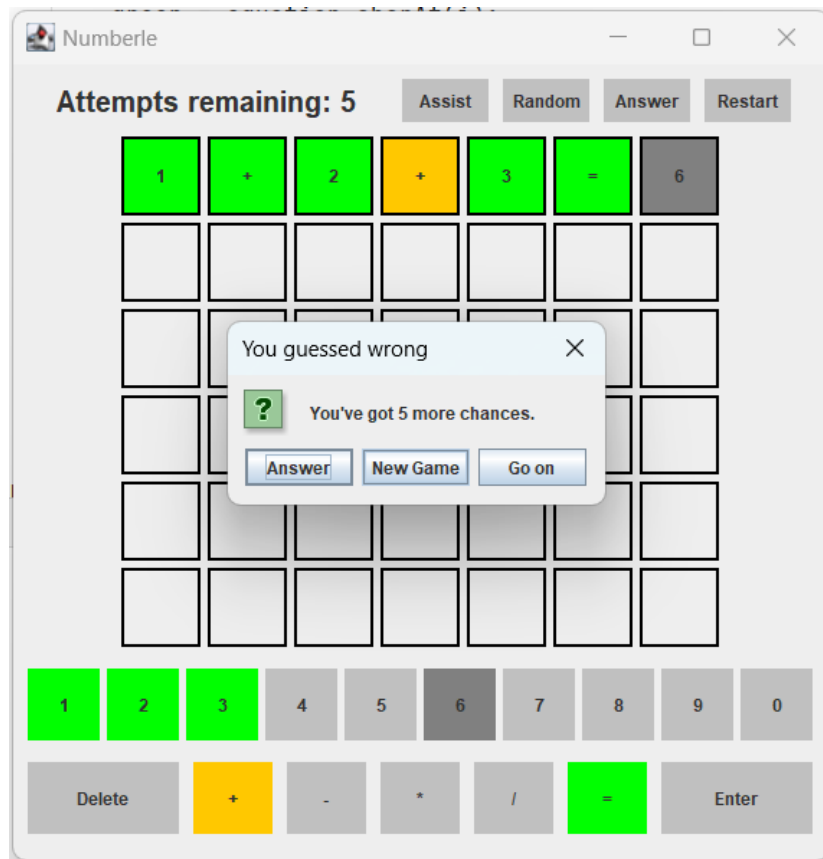 Numberle
Attempts remaining: 5 Assist Random Answer Restart
1 + 2 + 3 = 6
You guessed wrong
? You've got 5 more chances.
Answer New Game Go on
1 2 3 4 5 6 7 8 9 0
Delete + - * / = Enter